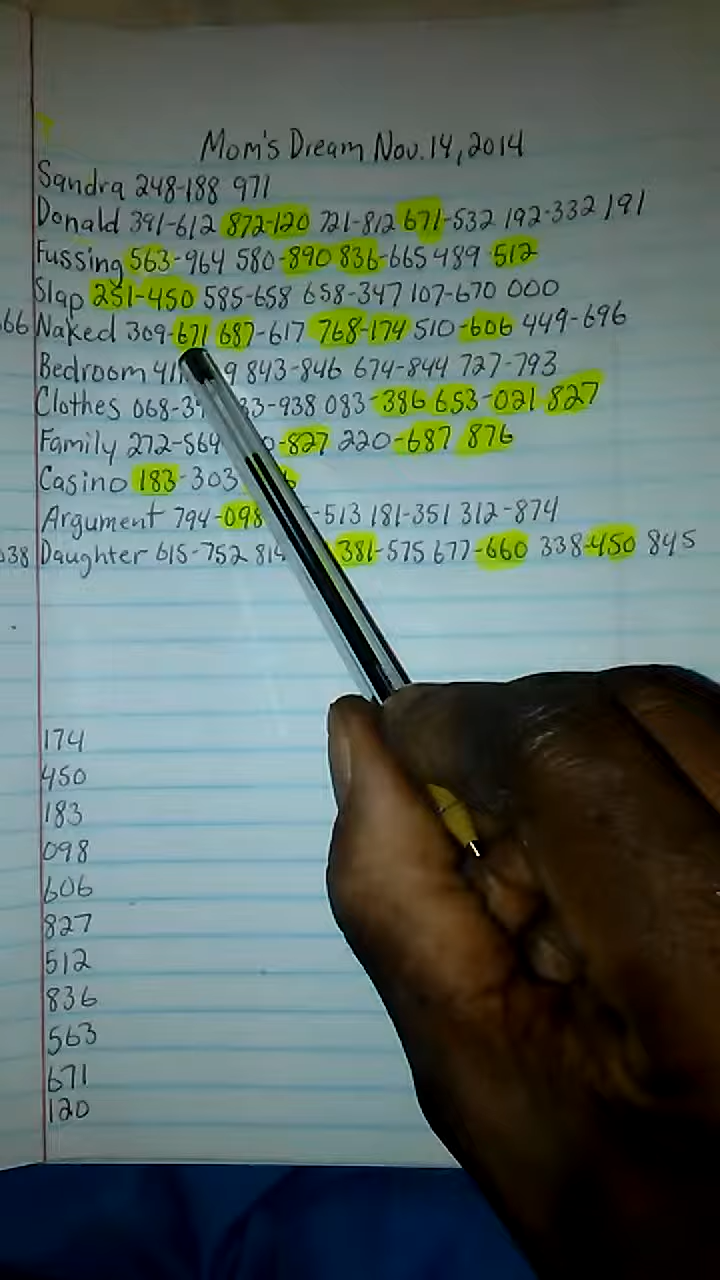 Mom's Dream Nov. 14, 2014
Sandra 248-188 971
Donald 391-612 872-120 721-812 671-532 192-332 191
Fussing 563-964 580-890 836-665 489 512
Slap 251-450 585-658 658-347 107-670 000
66 Naked 309-671 687-617 768-174 510-606 449-696
Bedroom 843-846 674-844 727-793
Clothes 068- -938 083-386 653-021 827
Family 272-564 -827 220-687 876
Casino 183-303
Argument 794-098 -513 181-351 312-874
038 Daughter 615-752 381-575 677-660 338-450 845
174
450
183
098
606
827
512
836
563
671
120